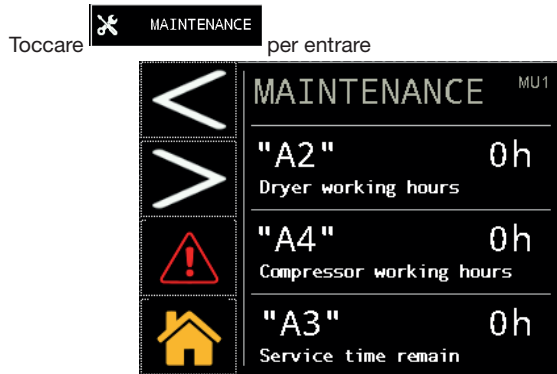 Toccare MAINTENANCE per entrare
MAINTENANCE MU1
"A2" 0h
Dryer working hours
"A4" 0h
Compressor working hours
"A3" 0h
Service time remain